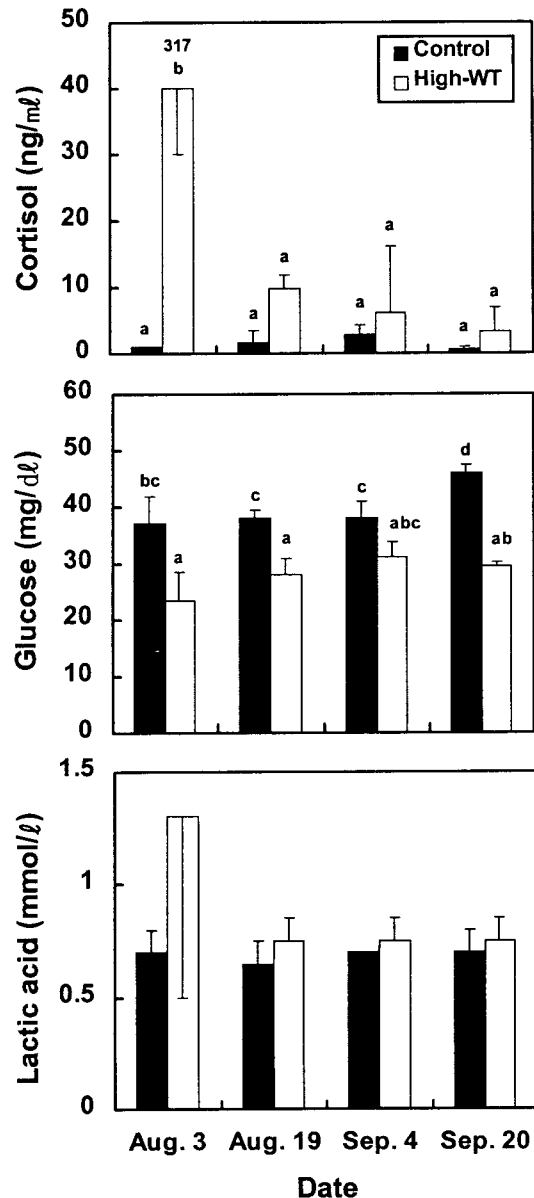 317
b
Control
High-WT
50
40
30
20
10
0
Cortisol (ng/mℓ)
a
a
a
a
a
a
a
60
50
40
30
20
10
0
Glucose (mg/dℓ)
bc
a
c
a
c
abc
d
ab
1.5
1
0.5
0
Lactic acid (mmol/ℓ)
Aug. 3
Aug. 19
Sep. 4
Sep. 20
Date